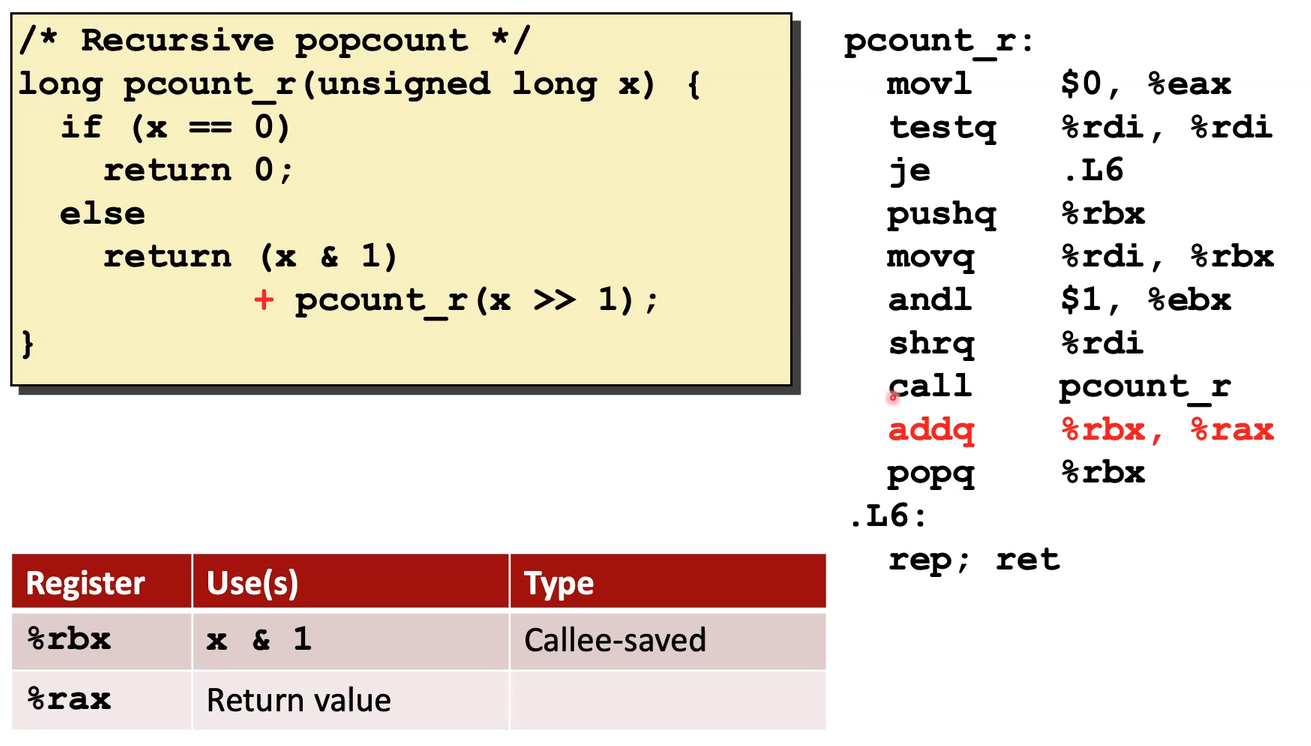 /* Recursive popcount */
long pcount_r(unsigned long x) {
  if (x == 0)
    return 0;
  else
    return (x & 1)
           + pcount_r(x >> 1);
}
pcount_r:
  movl    $0, %eax
  testq   %rdi, %rdi
  je      .L6
  pushq   %rbx
  movq    %rdi, %rbx
  andl    $1, %ebx
  shrq    %rdi
  call    pcount_r
  addq    %rbx, %rax
  popq    %rbx
.L6:
  rep; ret
Register Use(s) Type
%rbx x & 1 Callee-saved
%rax Return value